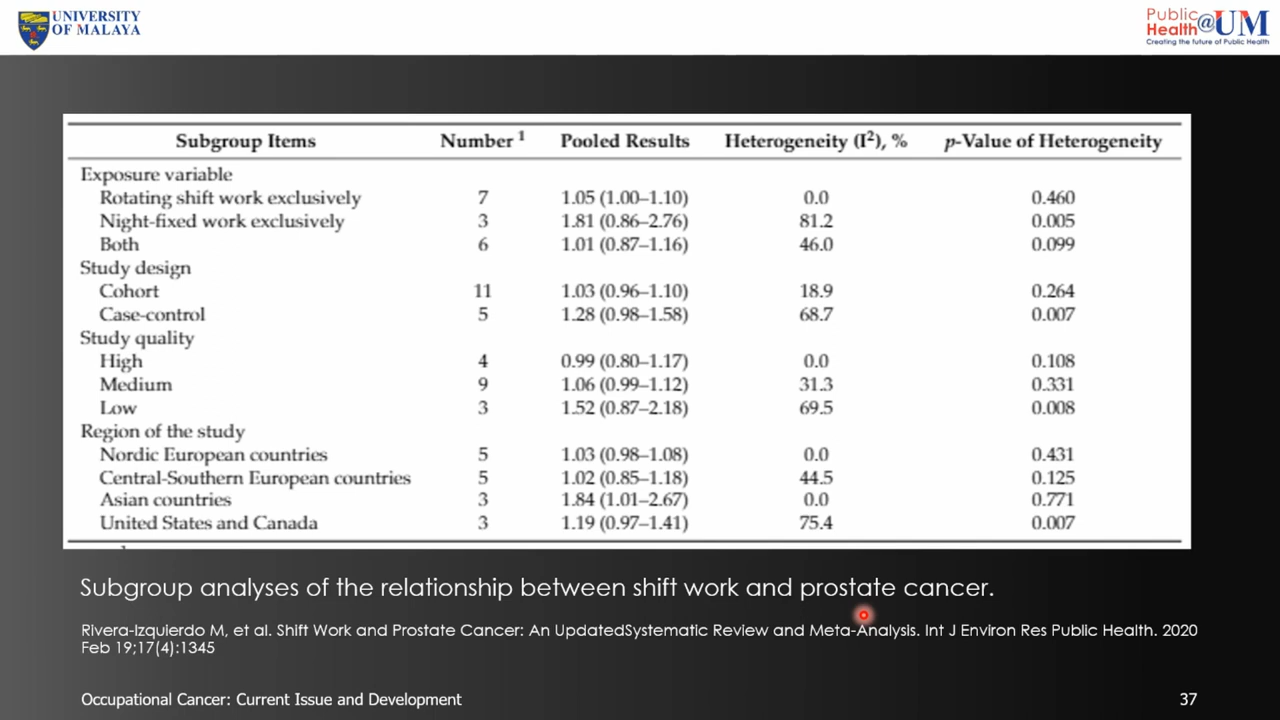 UNIVERSITY
OF MALAYA
Public
Health@UM
Creating the future of Public Health
Subgroup Items Number 1 Pooled Results Heterogeneity (I2), % p-Value of Heterogeneity
Exposure variable
Rotating shift work exclusively 7 1.05 (1.00–1.10) 0.0 0.460
Night-fixed work exclusively 3 1.81 (0.86–2.76) 81.2 0.005
Both 6 1.01 (0.87–1.16) 46.0 0.099
Study design
Cohort 11 1.03 (0.96–1.10) 18.9 0.264
Case-control 5 1.28 (0.98–1.58) 68.7 0.007
Study quality
High 4 0.99 (0.80–1.17) 0.0 0.108
Medium 9 1.06 (0.99–1.12) 31.3 0.331
Low 3 1.52 (0.87–2.18) 69.5 0.008
Region of the study
Nordic European countries 5 1.03 (0.98–1.08) 0.0 0.431
Central-Southern European countries 5 1.02 (0.85–1.18) 44.5 0.125
Asian countries 3 1.84 (1.01–2.67) 0.0 0.771
United States and Canada 3 1.19 (0.97–1.41) 75.4 0.007
Subgroup analyses of the relationship between shift work and prostate cancer.
Rivera-Izquierdo M, et al. Shift Work and Prostate Cancer: An UpdatedSystematic Review and Meta-Analysis. Int J Environ Res Public Health. 2020
Feb 19;17(4):1345
Occupational Cancer: Current Issue and Development 37